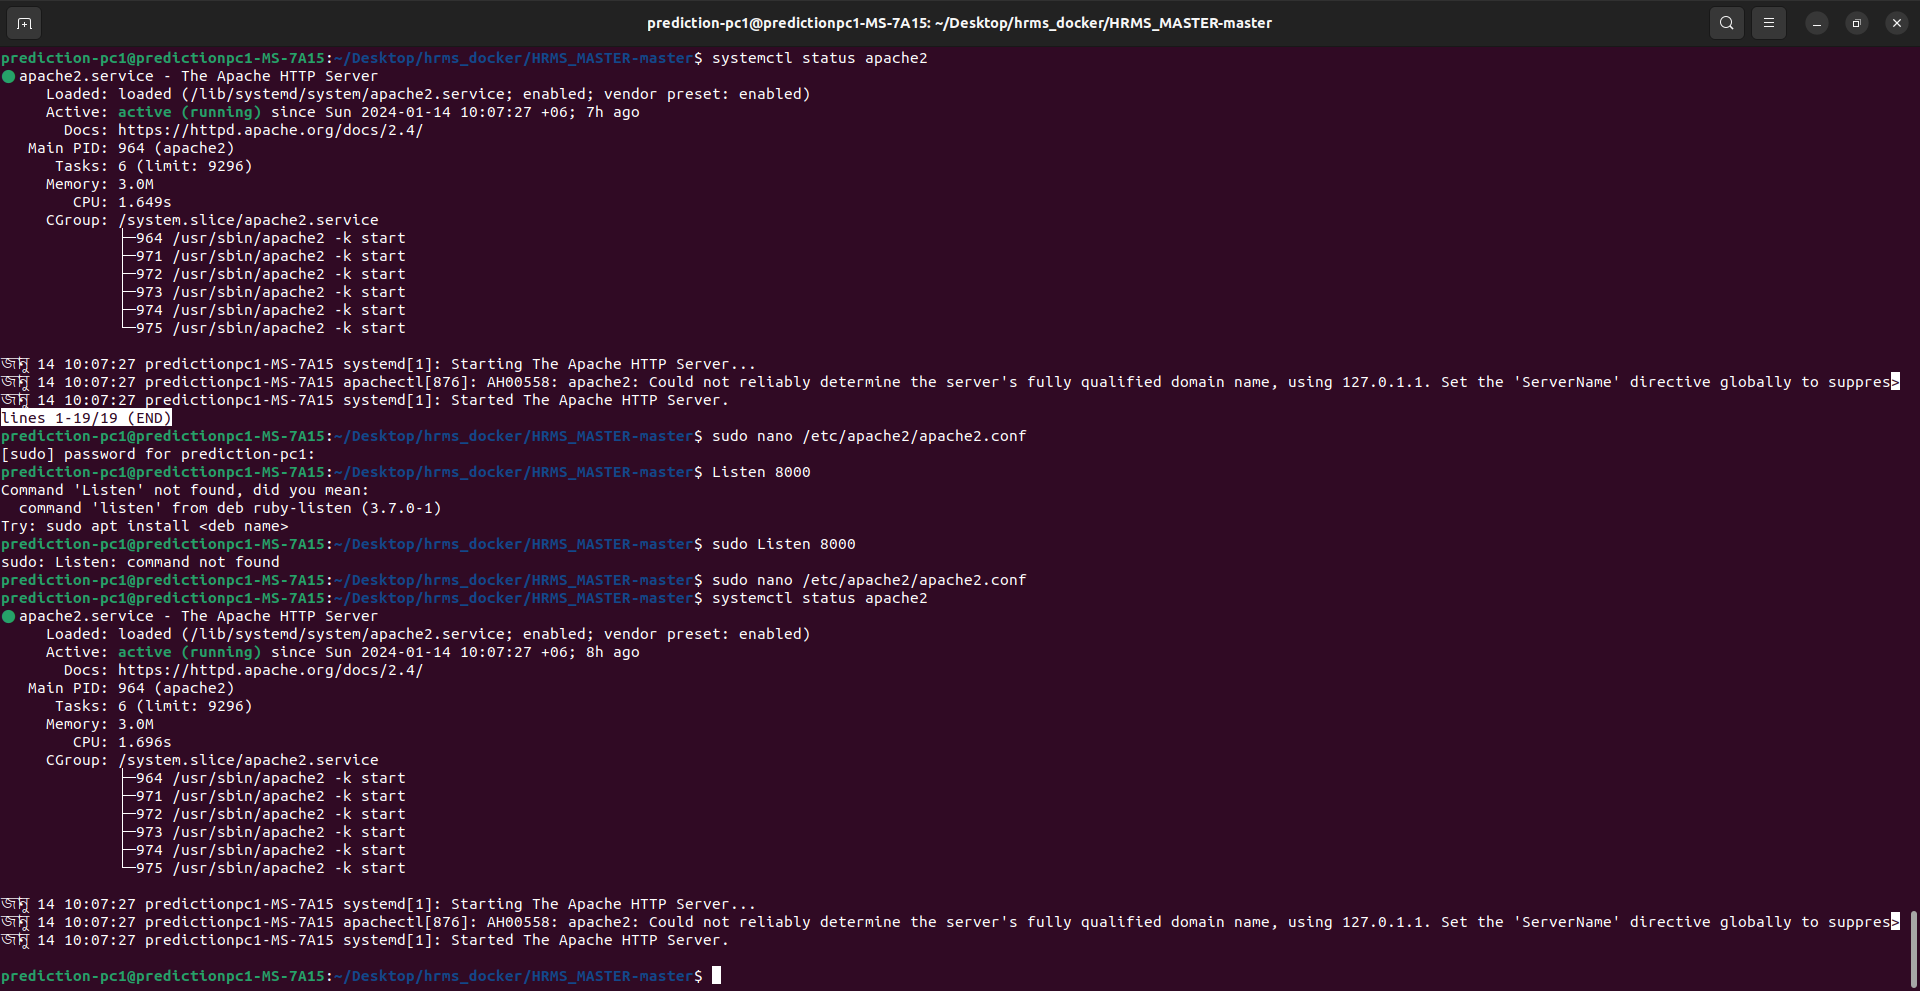 prediction-pc1@predictionpc1-MS-7A15: ~/Desktop/hrms_docker/HRMS_MASTER-master
prediction-pc1@predictionpc1-MS-7A15:~/Desktop/hrms_docker/HRMS_MASTER-master$ systemctl status apache2
● apache2.service - The Apache HTTP Server
Loaded: loaded (/lib/systemd/system/apache2.service; enabled; vendor preset: enabled)
Active: active (running) since Sun 2024-01-14 10:07:27 +06; 7h ago
Docs: https://httpd.apache.org/docs/2.4/
Main PID: 964 (apache2)
Tasks: 6 (limit: 9296)
Memory: 3.0M
CPU: 1.649s
CGroup: /system.slice/apache2.service
├─964 /usr/sbin/apache2 -k start
├─971 /usr/sbin/apache2 -k start
├─972 /usr/sbin/apache2 -k start
├─973 /usr/sbin/apache2 -k start
├─974 /usr/sbin/apache2 -k start
└─975 /usr/sbin/apache2 -k start
জানু 14 10:07:27 predictionpc1-MS-7A15 systemd[1]: Starting The Apache HTTP Server...
জানু 14 10:07:27 predictionpc1-MS-7A15 apachectl[876]: AH00558: apache2: Could not reliably determine the server's fully qualified domain name, using 127.0.1.1. Set the 'ServerName' directive globally to suppres>
জানু 14 10:07:27 predictionpc1-MS-7A15 systemd[1]: Started The Apache HTTP Server.
lines 1-19/19 (END)
prediction-pc1@predictionpc1-MS-7A15:~/Desktop/hrms_docker/HRMS_MASTER-master$ sudo nano /etc/apache2/apache2.conf
[sudo] password for prediction-pc1:
prediction-pc1@predictionpc1-MS-7A15:~/Desktop/hrms_docker/HRMS_MASTER-master$ Listen 8000
Command 'Listen' not found, did you mean:
command 'listen' from deb ruby-listen (3.7.0-1)
Try: sudo apt install <deb name>
prediction-pc1@predictionpc1-MS-7A15:~/Desktop/hrms_docker/HRMS_MASTER-master$ sudo Listen 8000
sudo: Listen: command not found
prediction-pc1@predictionpc1-MS-7A15:~/Desktop/hrms_docker/HRMS_MASTER-master$ sudo nano /etc/apache2/apache2.conf
prediction-pc1@predictionpc1-MS-7A15:~/Desktop/hrms_docker/HRMS_MASTER-master$ systemctl status apache2
● apache2.service - The Apache HTTP Server
Loaded: loaded (/lib/systemd/system/apache2.service; enabled; vendor preset: enabled)
Active: active (running) since Sun 2024-01-14 10:07:27 +06; 8h ago
Docs: https://httpd.apache.org/docs/2.4/
Main PID: 964 (apache2)
Tasks: 6 (limit: 9296)
Memory: 3.0M
CPU: 1.696s
CGroup: /system.slice/apache2.service
├─964 /usr/sbin/apache2 -k start
├─971 /usr/sbin/apache2 -k start
├─972 /usr/sbin/apache2 -k start
├─973 /usr/sbin/apache2 -k start
├─974 /usr/sbin/apache2 -k start
└─975 /usr/sbin/apache2 -k start
জানু 14 10:07:27 predictionpc1-MS-7A15 systemd[1]: Starting The Apache HTTP Server...
জানু 14 10:07:27 predictionpc1-MS-7A15 apachectl[876]: AH00558: apache2: Could not reliably determine the server's fully qualified domain name, using 127.0.1.1. Set the 'ServerName' directive globally to suppres>
জানু 14 10:07:27 predictionpc1-MS-7A15 systemd[1]: Started The Apache HTTP Server.
prediction-pc1@predictionpc1-MS-7A15:~/Desktop/hrms_docker/HRMS_MASTER-master$